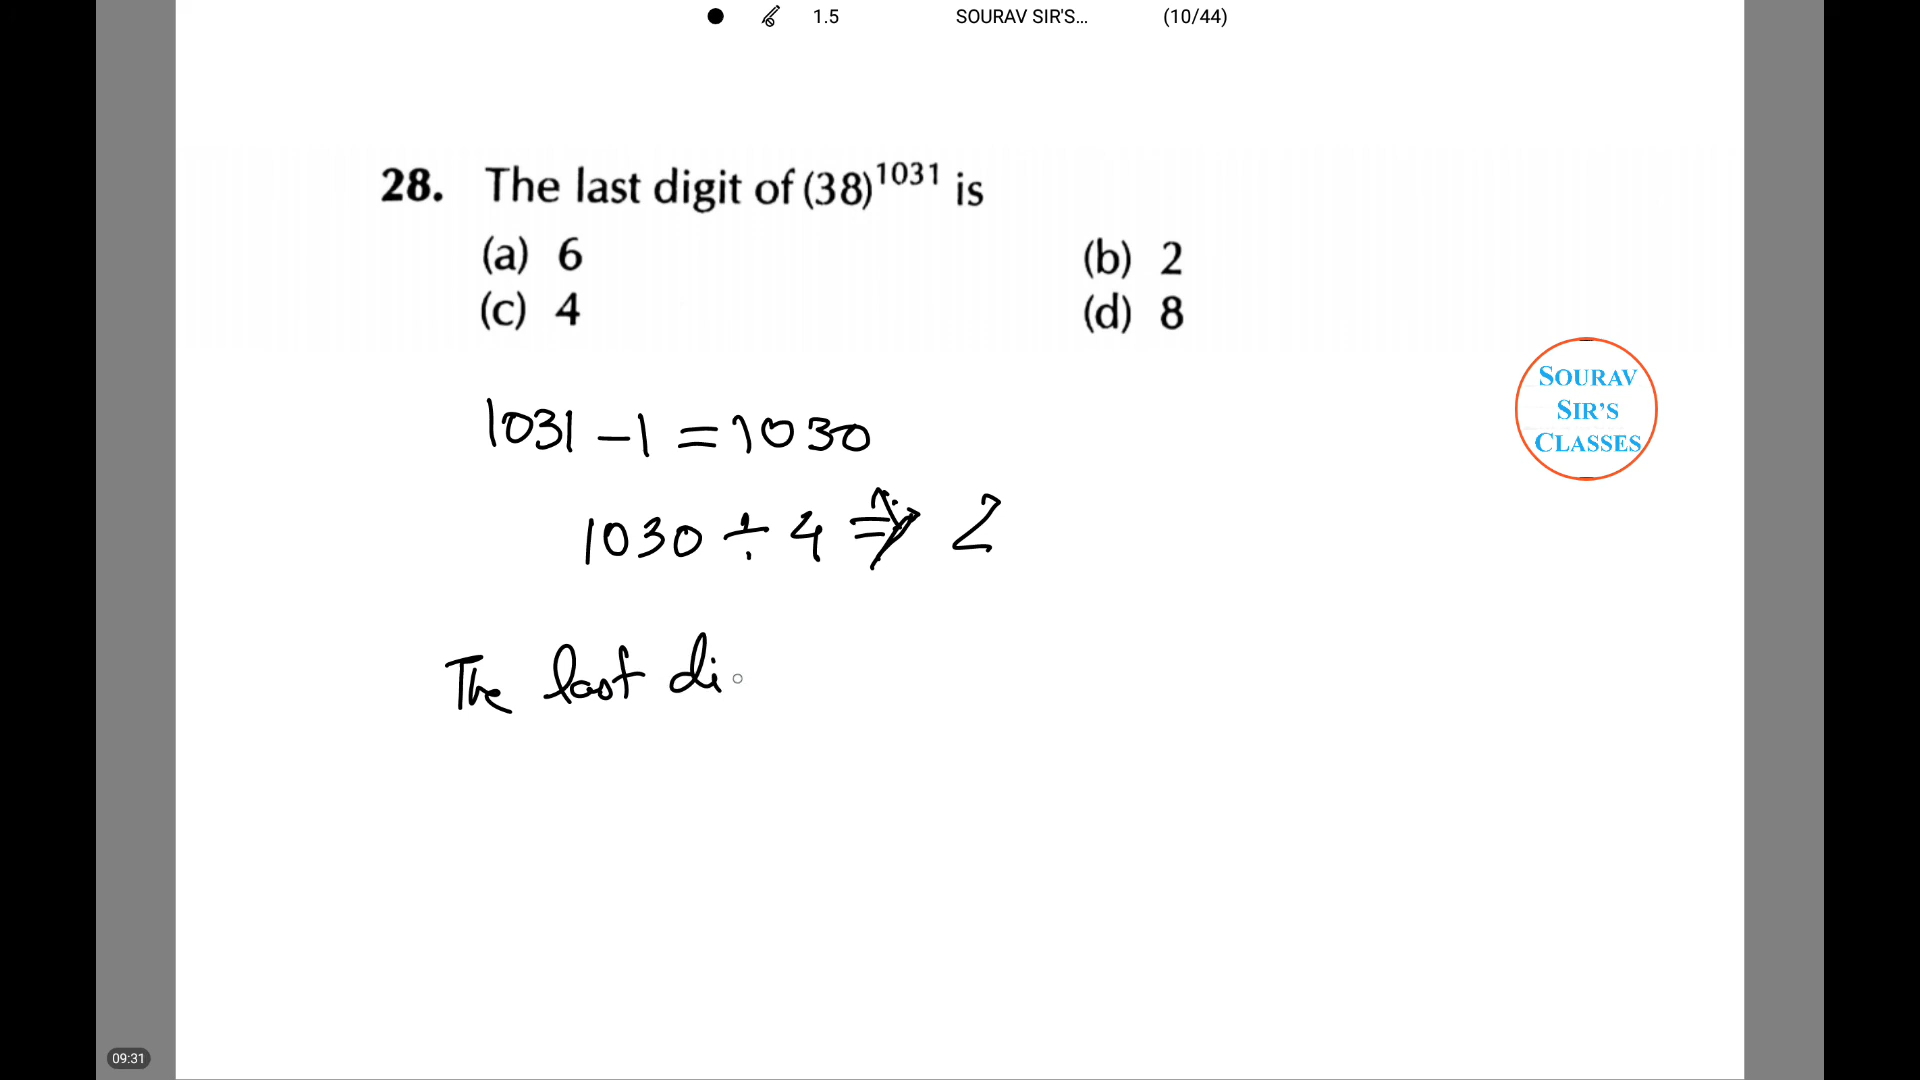 1.5 SOURAV SIR'S... (10/44)
28. The last digit of (38)^1031 is
(a) 6 (b) 2
(c) 4 (d) 8
SOURAV
SIR'S
CLASSES
1031 - 1 = 1030
1030 ÷ 4 ⇒ 2
The last di
09:31